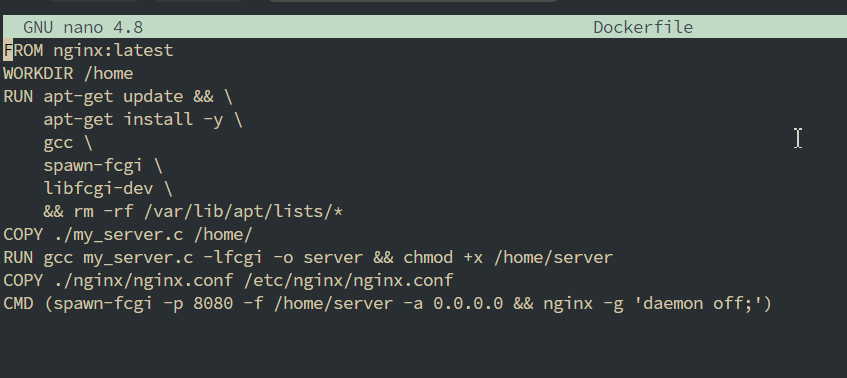 GNU nano 4.8 Dockerfile
FROM nginx:latest
WORKDIR /home
RUN apt-get update && \
    apt-get install -y \
    gcc \
    spawn-fcgi \
    libfcgi-dev \
    && rm -rf /var/lib/apt/lists/*
COPY ./my_server.c /home/
RUN gcc my_server.c -lfcgi -o server && chmod +x /home/server
COPY ./nginx/nginx.conf /etc/nginx/nginx.conf
CMD (spawn-fcgi -p 8080 -f /home/server -a 0.0.0.0 && nginx -g 'daemon off;')